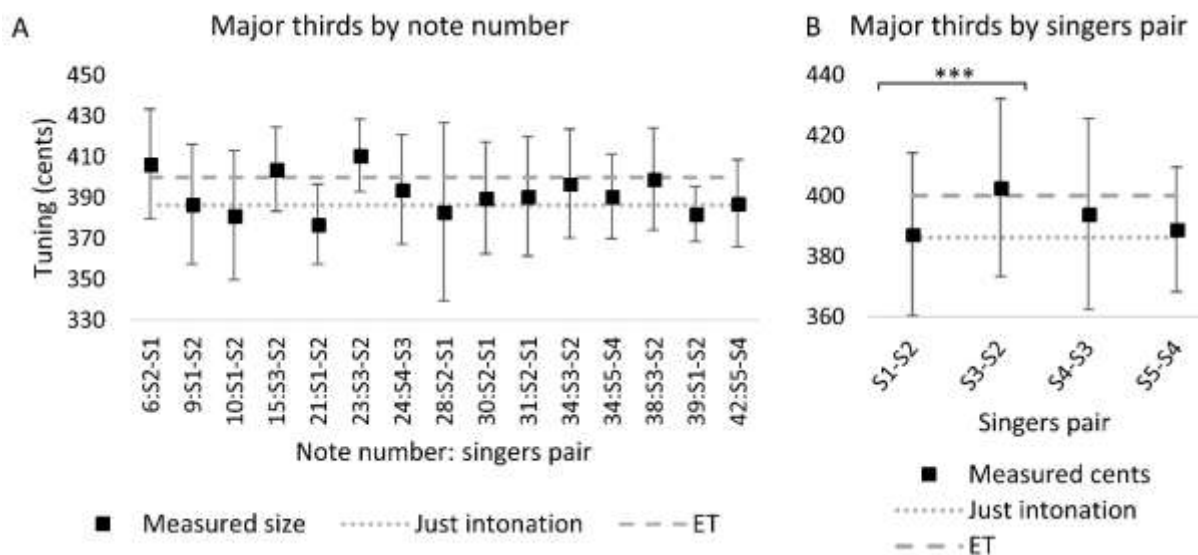 A Major thirds by note number
Tuning (cents)
450
430
410
390
370
350
330
6:S2-S1
9:S1-S2
10:S1-S2
15:S3-S2
21:S1-S2
23:S3-S2
24:S4-S3
28:S2-S1
30:S2-S1
31:S2-S1
34:S3-S2
34:S5-S4
38:S3-S2
39:S1-S2
42:S5-S4
Note number: singers pair
Measured size Just intonation ET
B Major thirds by singers pair
440
420
400
380
360
***
S1-S2
S3-S2
S4-S3
S5-S4
Singers pair
Measured cents
Just intonation
ET